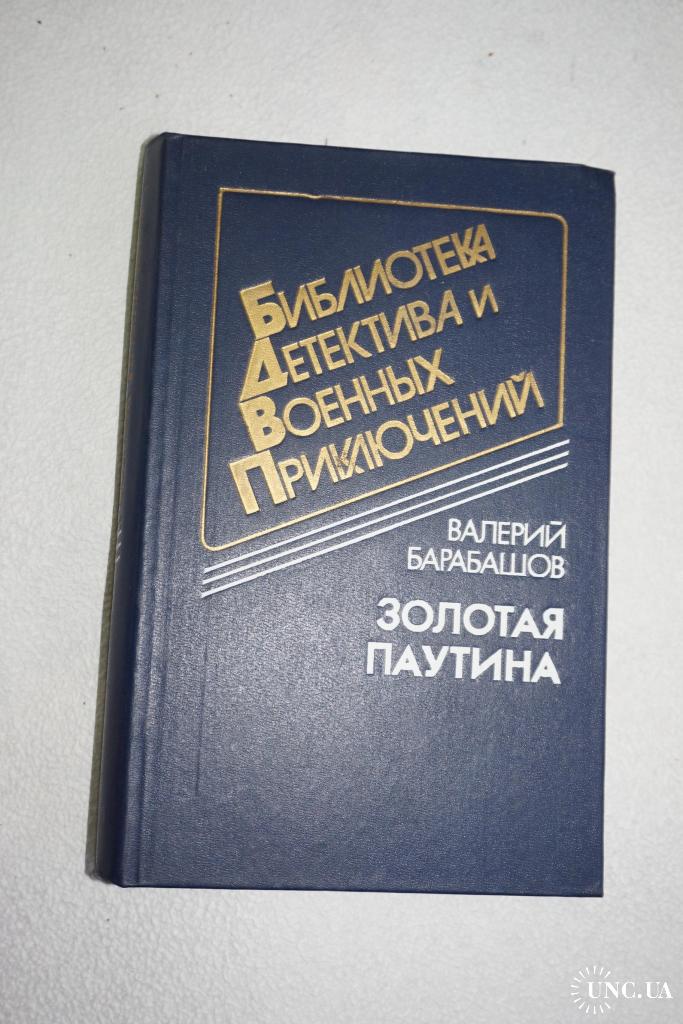 БИБЛИОТЕКА
ДЕТЕКТИВА И
ВОЕННЫХ
ПРИКЛЮЧЕНИЙ
ВАЛЕРИЙ
БАРАБАШОВ
ЗОЛОТАЯ
ПАУТИНА
UNC.UA